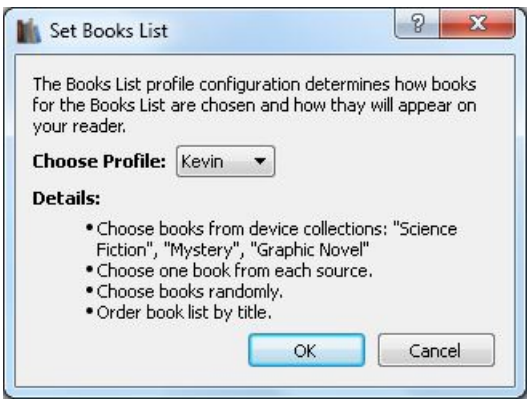 Set Books List
The Books List profile configuration determines how books
for the Books List are chosen and how thay will appear on
your reader.
Choose Profile: Kevin
Details:
• Choose books from device collections: "Science
Fiction", "Mystery", "Graphic Novel"
• Choose one book from each source.
• Choose books randomly.
• Order book list by title.
OK Cancel